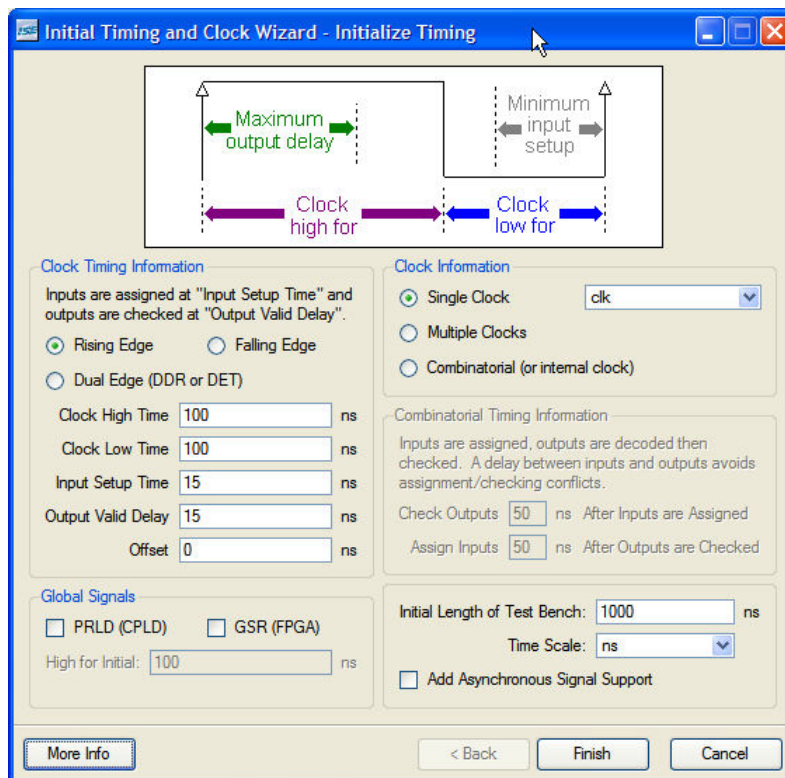 ISE Initial Timing and Clock Wizard - Initialize Timing
Maximum
output delay
Minimum
input
setup
Clock
high for
Clock
low for
Clock Timing Information
Inputs are assigned at "Input Setup Time" and
outputs are checked at "Output Valid Delay".
Rising Edge Falling Edge
Dual Edge (DDR or DET)
Clock High Time 100 ns
Clock Low Time 100 ns
Input Setup Time 15 ns
Output Valid Delay 15 ns
Offset 0 ns
Global Signals
PRLD (CPLD) GSR (FPGA)
High for Initial: 100 ns
Clock Information
Single Clock clk
Multiple Clocks
Combinatorial (or internal clock)
Combinatorial Timing Information
Inputs are assigned, outputs are decoded then
checked. A delay between inputs and outputs avoids
assignment/checking conflicts.
Check Outputs 50 ns After Inputs are Assigned
Assign Inputs 50 ns After Outputs are Checked
Initial Length of Test Bench: 1000 ns
Time Scale: ns
Add Asynchronous Signal Support
More Info < Back Finish Cancel